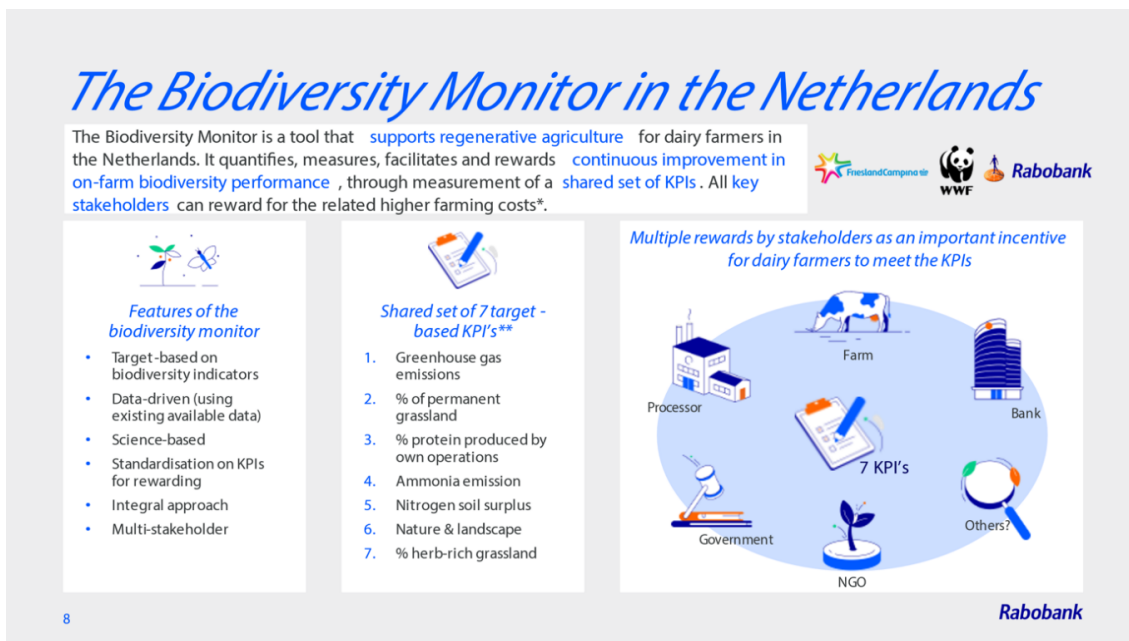 The Biodiversity Monitor in the Netherlands
The Biodiversity Monitor is a tool that supports regenerative agriculture for dairy farmers in
the Netherlands. It quantifies, measures, facilitates and rewards continuous improvement in
on-farm biodiversity performance , through measurement of a shared set of KPIs . All key
stakeholders can reward for the related higher farming costs*.
FrieslandCampina
WWF
Rabobank
Features of the
biodiversity monitor
• Target-based on
biodiversity indicators
• Data-driven (using
existing available data)
• Science-based
• Standardisation on KPIs
for rewarding
• Integral approach
• Multi-stakeholder
Shared set of 7 target -
based KPI's**
1. Greenhouse gas
emissions
2. % of permanent
grassland
3. % protein produced by
own operations
4. Ammonia emission
5. Nitrogen soil surplus
6. Nature & landscape
7. % herb-rich grassland
Multiple rewards by stakeholders as an important incentive
for dairy farmers to meet the KPIs
Farm
Processor
Bank
7 KPI's
Government
Others?
NGO
8
Rabobank